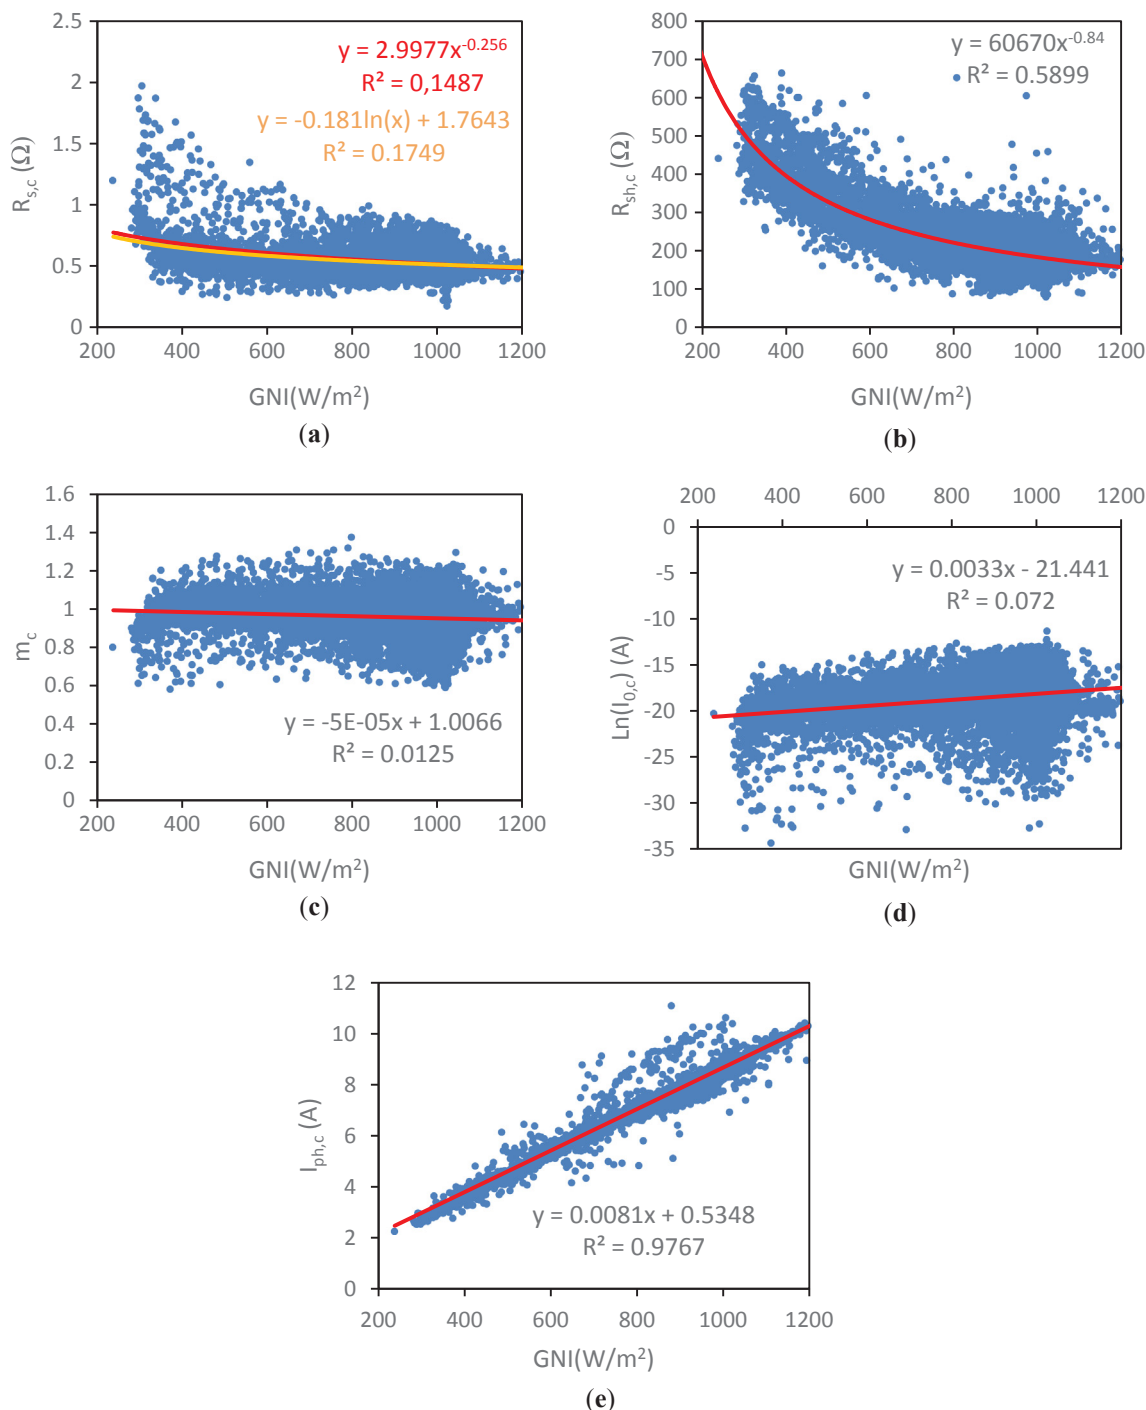 2.5
2
1.5
1
0.5
0
R_s,c (Ω)
y = 2.9977x^-0.256
R² = 0,1487
y = -0.181ln(x) + 1.7643
R² = 0.1749
200 400 600 800 1000 1200
GNI(W/m²)
(a)
800
700
600
500
400
300
200
100
0
R_sh,c (Ω)
y = 60670x^-0.84
R² = 0.5899
200 400 600 800 1000 1200
GNI(W/m²)
(b)
1.6
1.4
1.2
1
0.8
0.6
0.4
0.2
0
m_c
y = -5E-05x + 1.0066
R² = 0.0125
200 400 600 800 1000 1200
GNI(W/m²)
(c)
200 400 600 800 1000 1200
0
-5
-10
-15
-20
-25
-30
-35
Ln(I_0,c) (A)
y = 0.0033x - 21.441
R² = 0.072
GNI(W/m²)
(d)
12
10
8
6
4
2
0
I_ph,c (A)
y = 0.0081x + 0.5348
R² = 0.9767
200 400 600 800 1000 1200
GNI(W/m²)
(e)